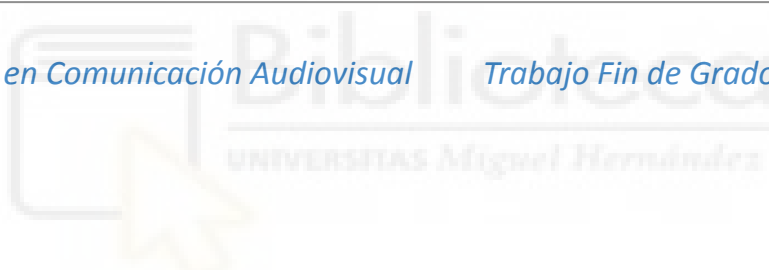 en Comunicación Audiovisual Trabajo Fin de Grado
Biblioteca
UNIVERSITAS Miguel Hernández